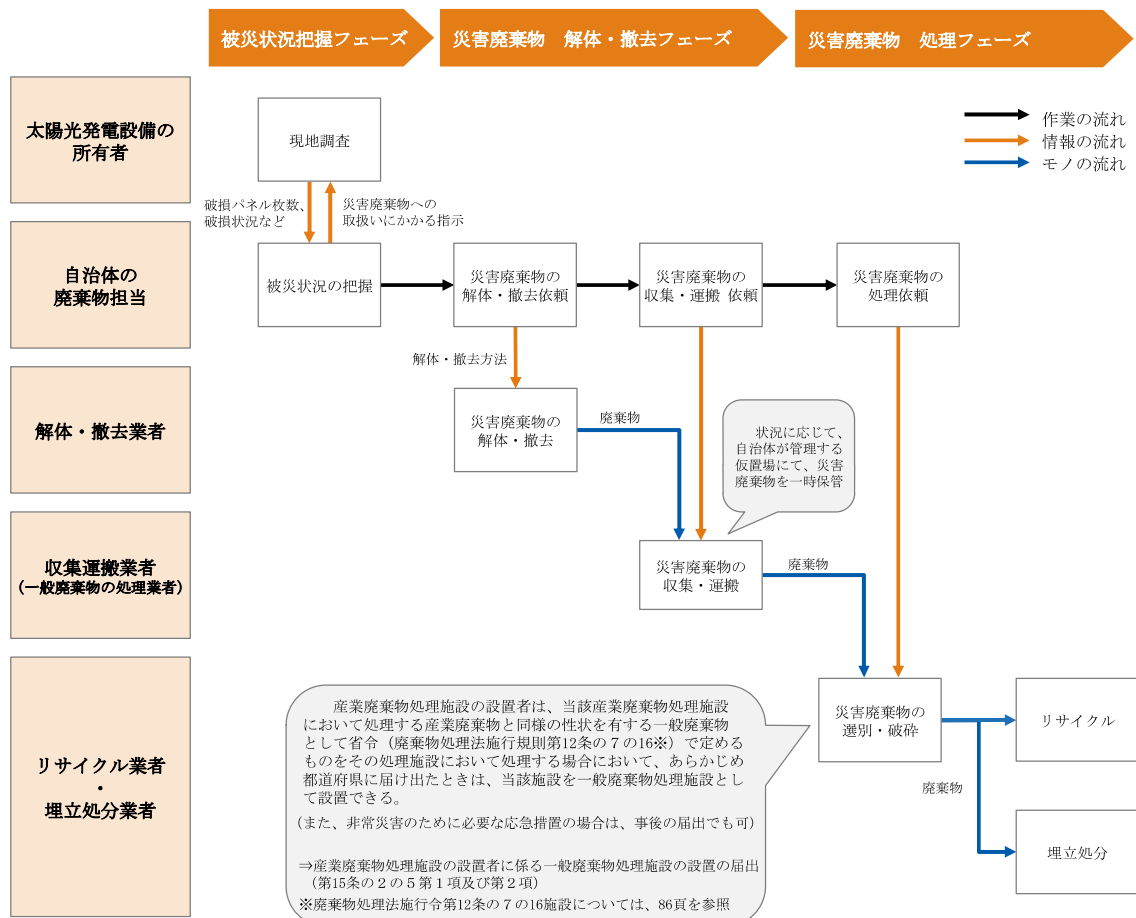 被災状況把握フェーズ
災害廃棄物　解体・撤去フェーズ
災害廃棄物　処理フェーズ
太陽光発電設備の
所有者
現地調査
作業の流れ
情報の流れ
モノの流れ
破損パネル枚数、
破損状況など
災害廃棄物への
取扱いにかかる指示
自治体の
廃棄物担当
被災状況の把握
災害廃棄物の
解体・撤去依頼
災害廃棄物の
収集・運搬 依頼
災害廃棄物の
処理依頼
解体・撤去方法
解体・撤去業者
災害廃棄物の
解体・撤去
廃棄物
状況に応じて、
自治体が管理する
仮置場にて、災害
廃棄物を一時保管
収集運搬業者
（一般廃棄物の処理業者）
災害廃棄物の
収集・運搬
廃棄物
リサイクル業者
・
埋立処分業者
産業廃棄物処理施設の設置者は、当該産業廃棄物処理施設
において処理する産業廃棄物と同様の性状を有する一般廃棄物
として省令（廃棄物処理法施行規則第12条の７の16※）で定める
ものをその処理施設において処理する場合において、あらかじめ
都道府県に届け出たときは、当該施設を一般廃棄物処理施設とし
て設置できる。
（また、非常災害のために必要な応急措置の場合は、事後の届出でも可）
⇒産業廃棄物処理施設の設置者に係る一般廃棄物処理施設の設置の届出
（第15条の２の５第１項及び第２項）
※廃棄物処理法施行令第12条の７の16施設については、86頁を参照
災害廃棄物の
選別・破砕
リサイクル
廃棄物
埋立処分